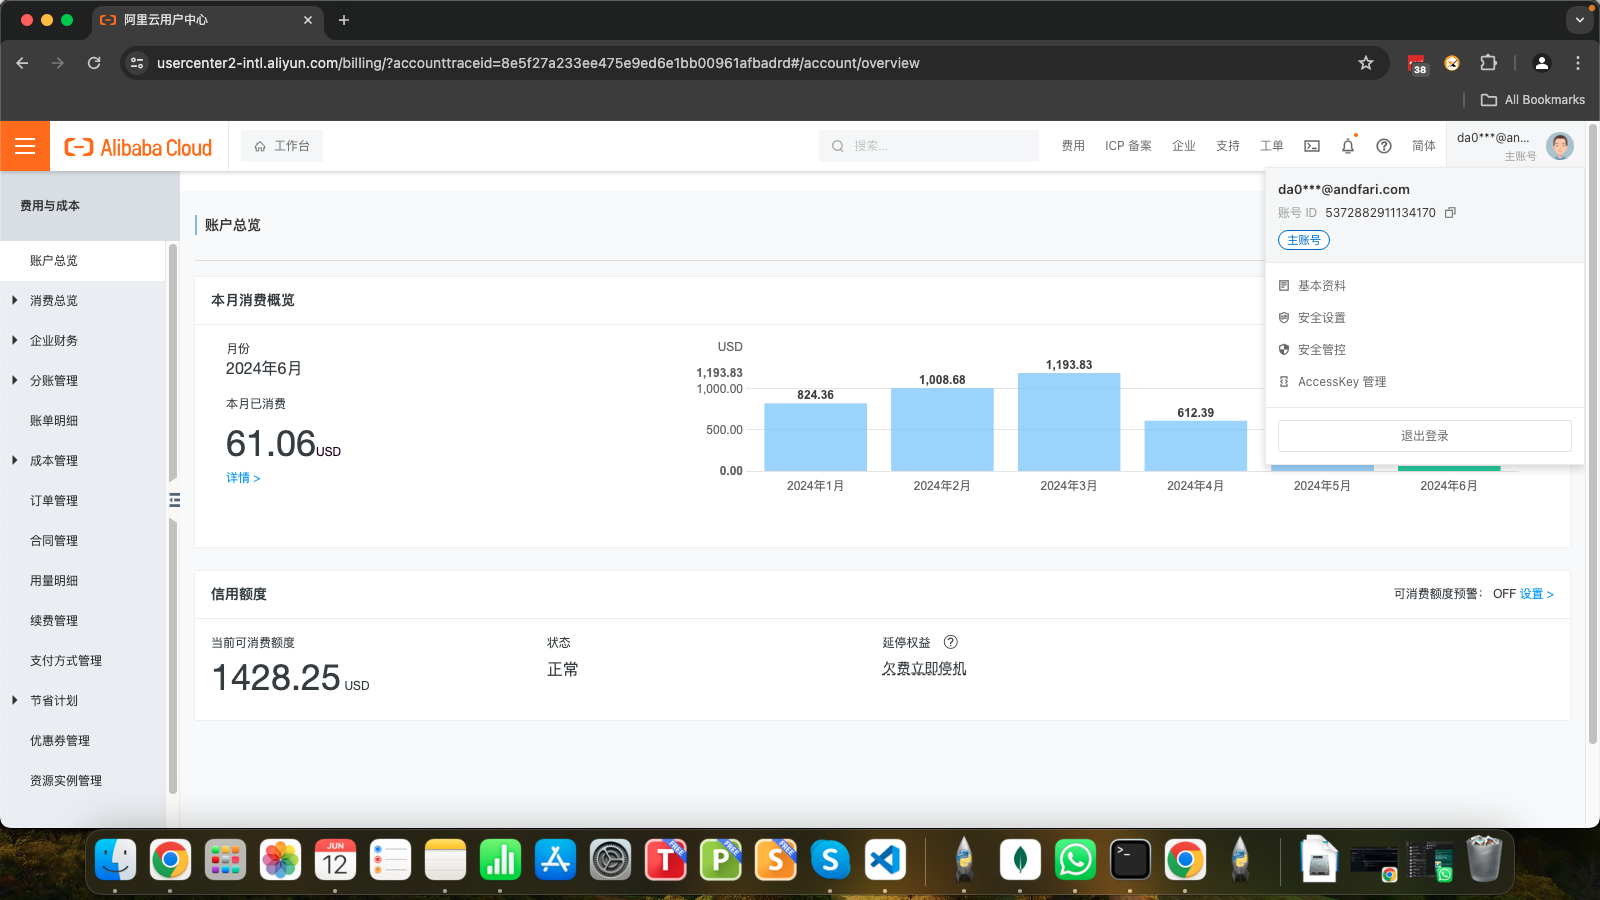 阿里云用户中心
usercenter2-intl.aliyun.com/billing/?accounttraceid=8e5f27a233ee475e9ed6e1bb00961afbadrd#/account/overview
38
All Bookmarks
Alibaba Cloud
工作台
搜索...
费用
ICP 备案
企业
支持
工单
简体
da0***@an...
主账号
da0***@andfari.com
账号 ID 5372882911134170
主账号
基本资料
安全设置
安全管控
AccessKey 管理
退出登录
费用与成本
账户总览
消费总览
企业财务
分账管理
账单明细
成本管理
订单管理
合同管理
用量明细
续费管理
支付方式管理
节省计划
优惠券管理
资源实例管理
账户总览
本月消费概览
月份
2024年6月
本月已消费
61.06USD
详情 >
USD
1,193.83
1,000.00
500.00
0.00
824.36
1,008.68
1,193.83
612.39
2024年1月
2024年2月
2024年3月
2024年4月
2024年5月
2024年6月
信用额度
可消费额度预警： OFF 设置 >
当前可消费额度
1428.25 USD
状态
正常
延停权益
欠费立即停机
JUN
12
T
FREE
P
FREE
S
FREE
S
>_